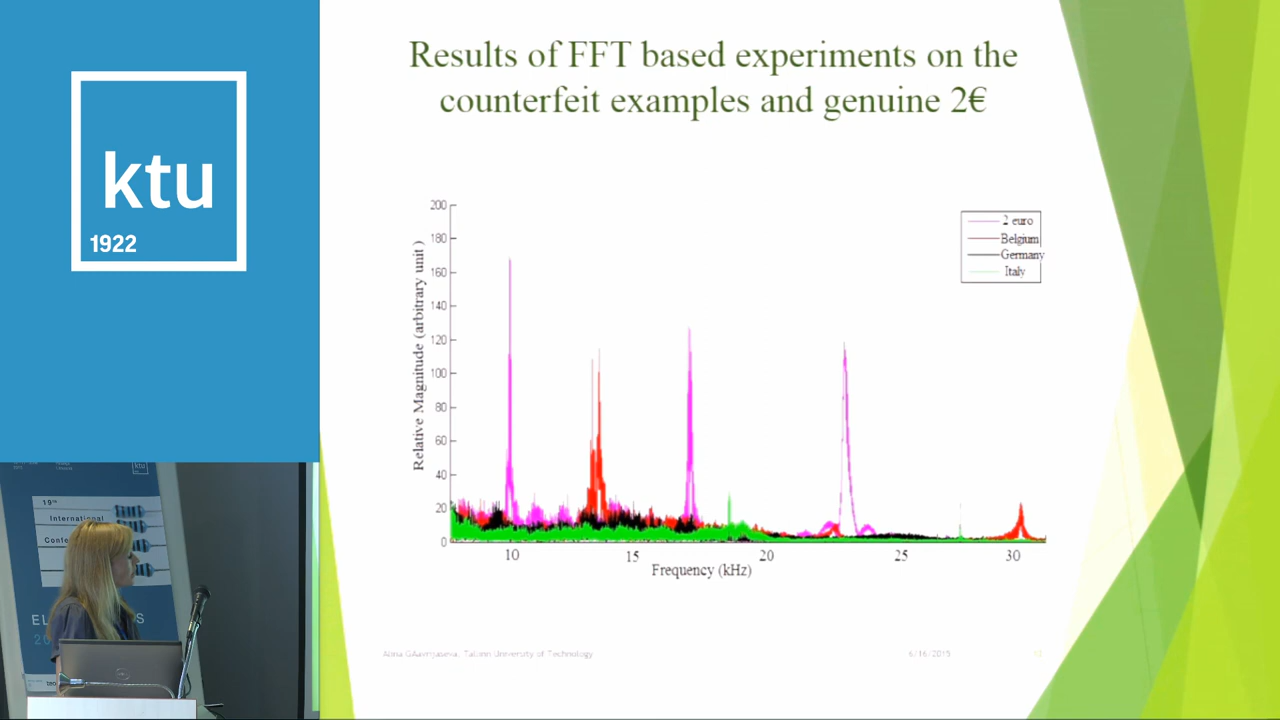 ktu
1922
19th
International
Results of FFT based experiments on the
counterfeit examples and genuine 2€
200
180
160
140
120
100
80
60
40
20
0
Relative Magnitude (arbitrary unit)
2 euro
Belgium
Germany
Italy
10
15
20
25
30
Frequency (kHz)
Tallinn University of Technology
6/16/2015